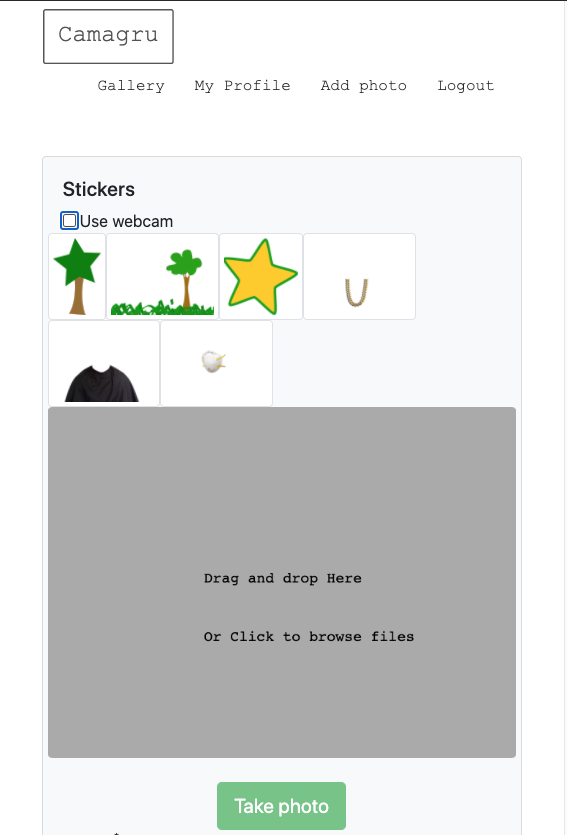 Camagru
Gallery My Profile Add photo Logout
Stickers
Use webcam
Drag and drop Here
Or Click to browse files
Take photo